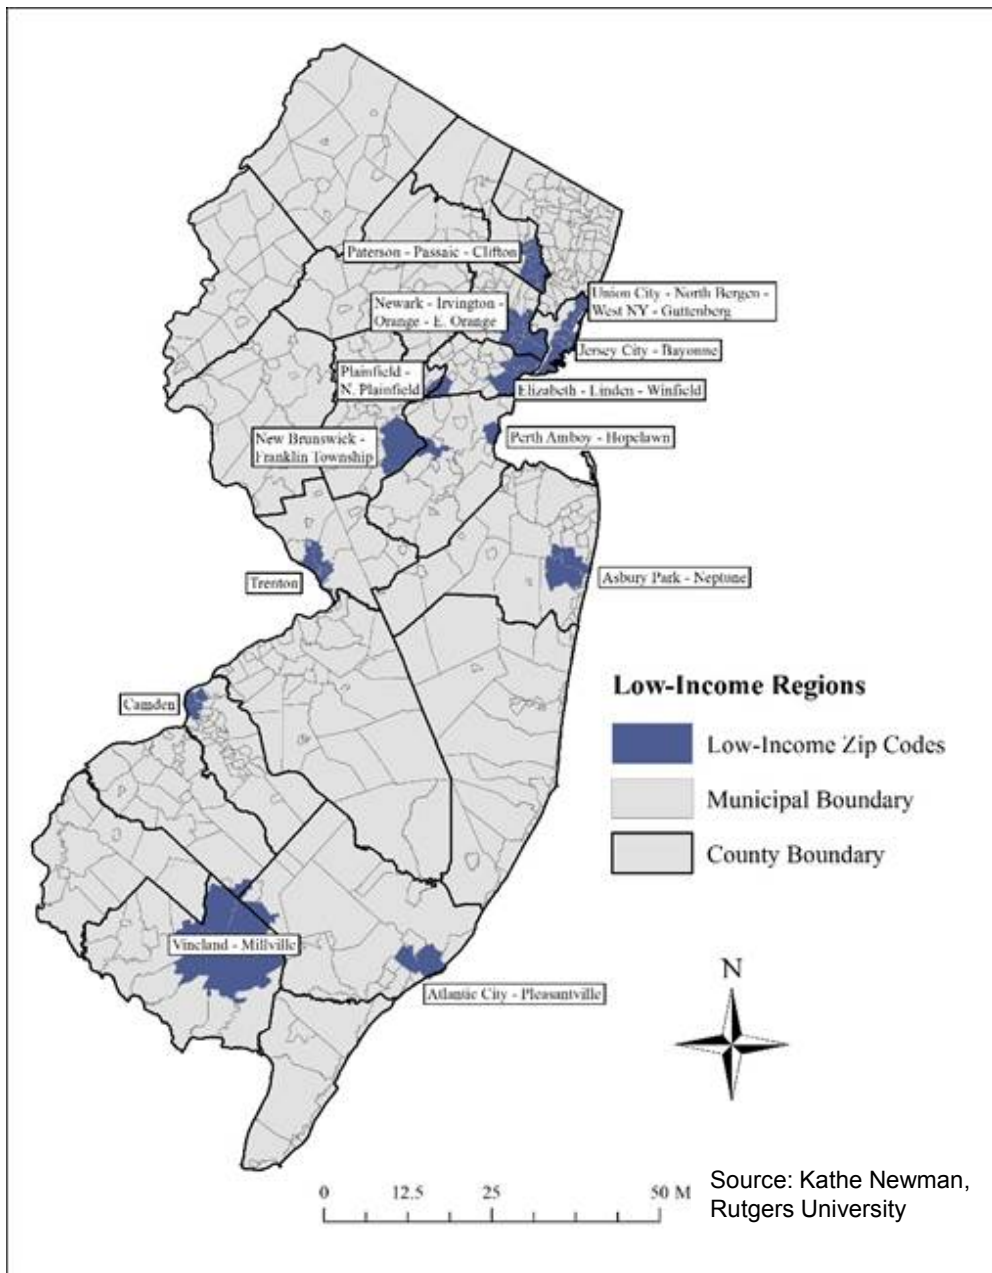 Paterson - Passaic - Clifton
Union City - North Bergen -
West NY - Guttenberg
Newark - Irvington -
Orange - E. Orange
Jersey City - Bayonne
Plainfield -
N. Plainfield
Elizabeth - Linden - Winfield
New Brunswick -
Franklin Township
Perth Amboy - Hopelawn
Trenton
Asbury Park - Neptune
Camden
Low-Income Regions
Low-Income Zip Codes
Municipal Boundary
County Boundary
Vineland - Millville
Atlantic City - Pleasantville
N
0 12.5 25 50 M
Source: Kathe Newman,
Rutgers University